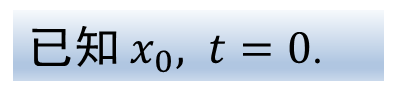 已知 x₀, t = 0.